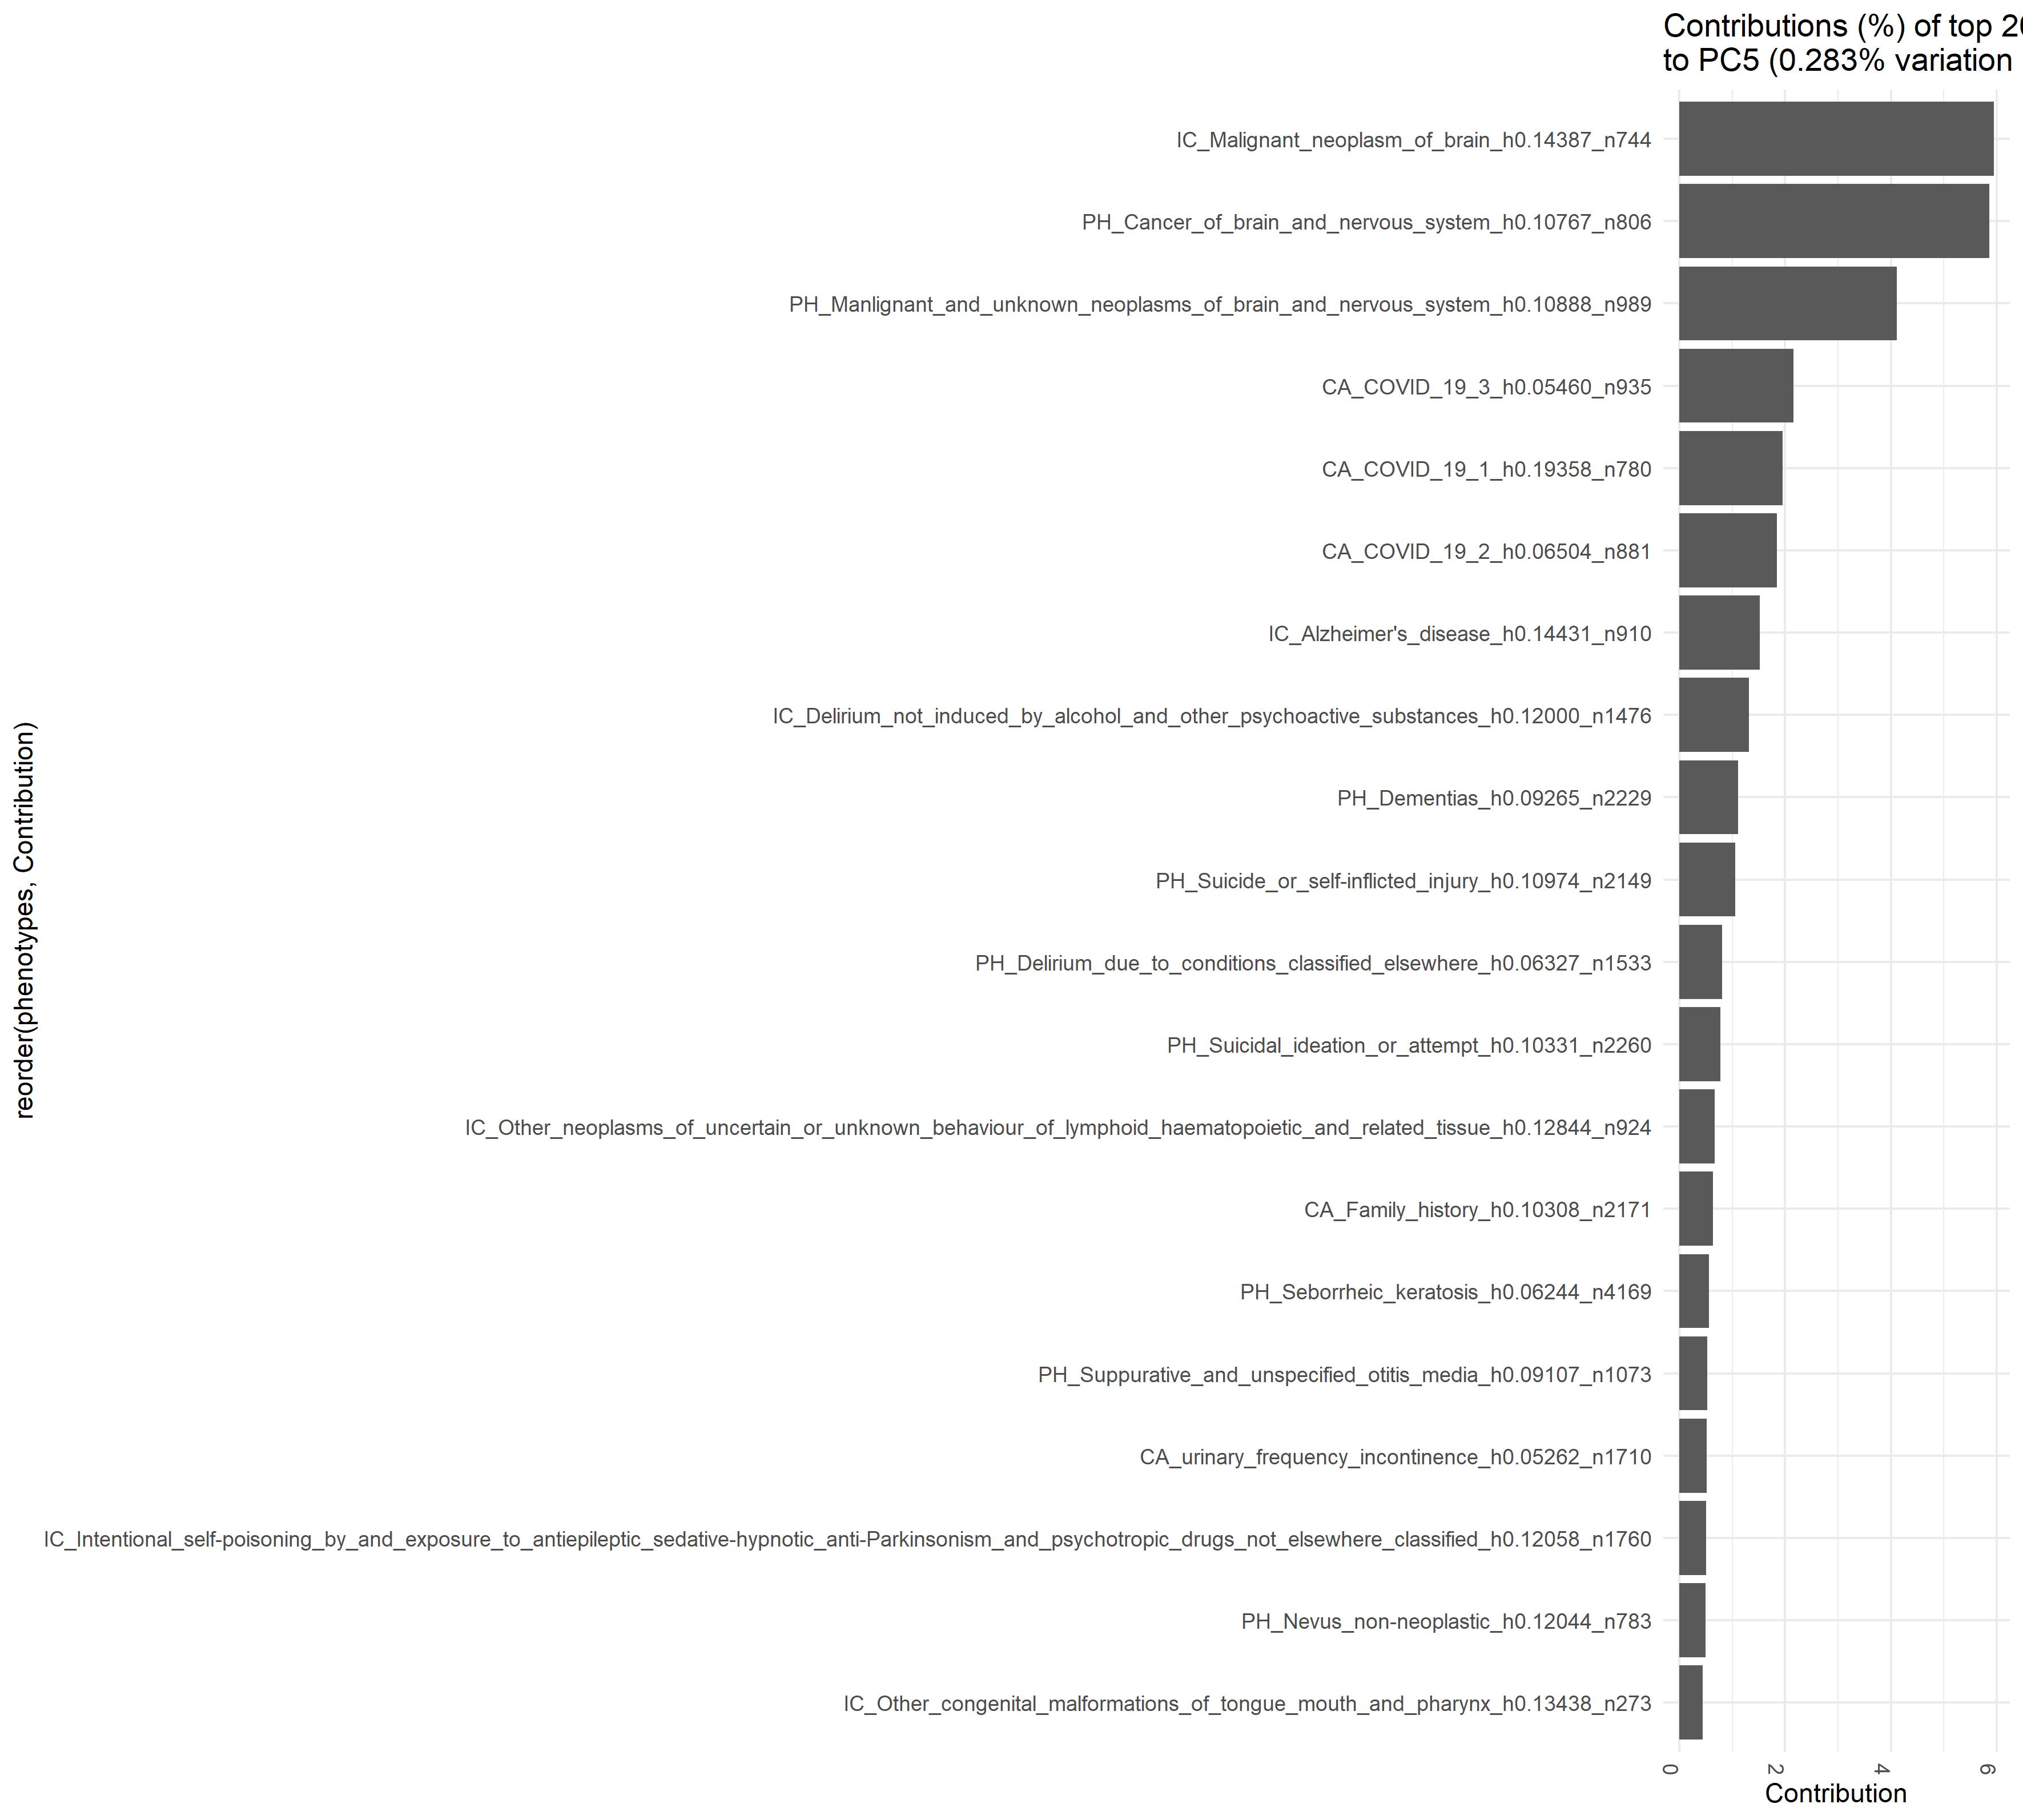 Contributions (%) of top 20
to PC5 (0.283% variation
IC_Malignant_neoplasm_of_brain_h0.14387_n744
PH_Cancer_of_brain_and_nervous_system_h0.10767_n806
PH_Manlignant_and_unknown_neoplasms_of_brain_and_nervous_system_h0.10888_n989
CA_COVID_19_3_h0.05460_n935
CA_COVID_19_1_h0.19358_n780
CA_COVID_19_2_h0.06504_n881
IC_Alzheimer's_disease_h0.14431_n910
IC_Delirium_not_induced_by_alcohol_and_other_psychoactive_substances_h0.12000_n1476
PH_Dementias_h0.09265_n2229
PH_Suicide_or_self-inflicted_injury_h0.10974_n2149
PH_Delirium_due_to_conditions_classified_elsewhere_h0.06327_n1533
PH_Suicidal_ideation_or_attempt_h0.10331_n2260
IC_Other_neoplasms_of_uncertain_or_unknown_behaviour_of_lymphoid_haematopoietic_and_related_tissue_h0.12844_n924
CA_Family_history_h0.10308_n2171
PH_Seborrheic_keratosis_h0.06244_n4169
PH_Suppurative_and_unspecified_otitis_media_h0.09107_n1073
CA_urinary_frequency_incontinence_h0.05262_n1710
IC_Intentional_self-poisoning_by_and_exposure_to_antiepileptic_sedative-hypnotic_anti-Parkinsonism_and_psychotropic_drugs_not_elsewhere_classified_h0.12058_n1760
PH_Nevus_non-neoplastic_h0.12044_n783
IC_Other_congenital_malformations_of_tongue_mouth_and_pharynx_h0.13438_n273
reorder(phenotypes, Contribution)
0 2 4 6
Contribution